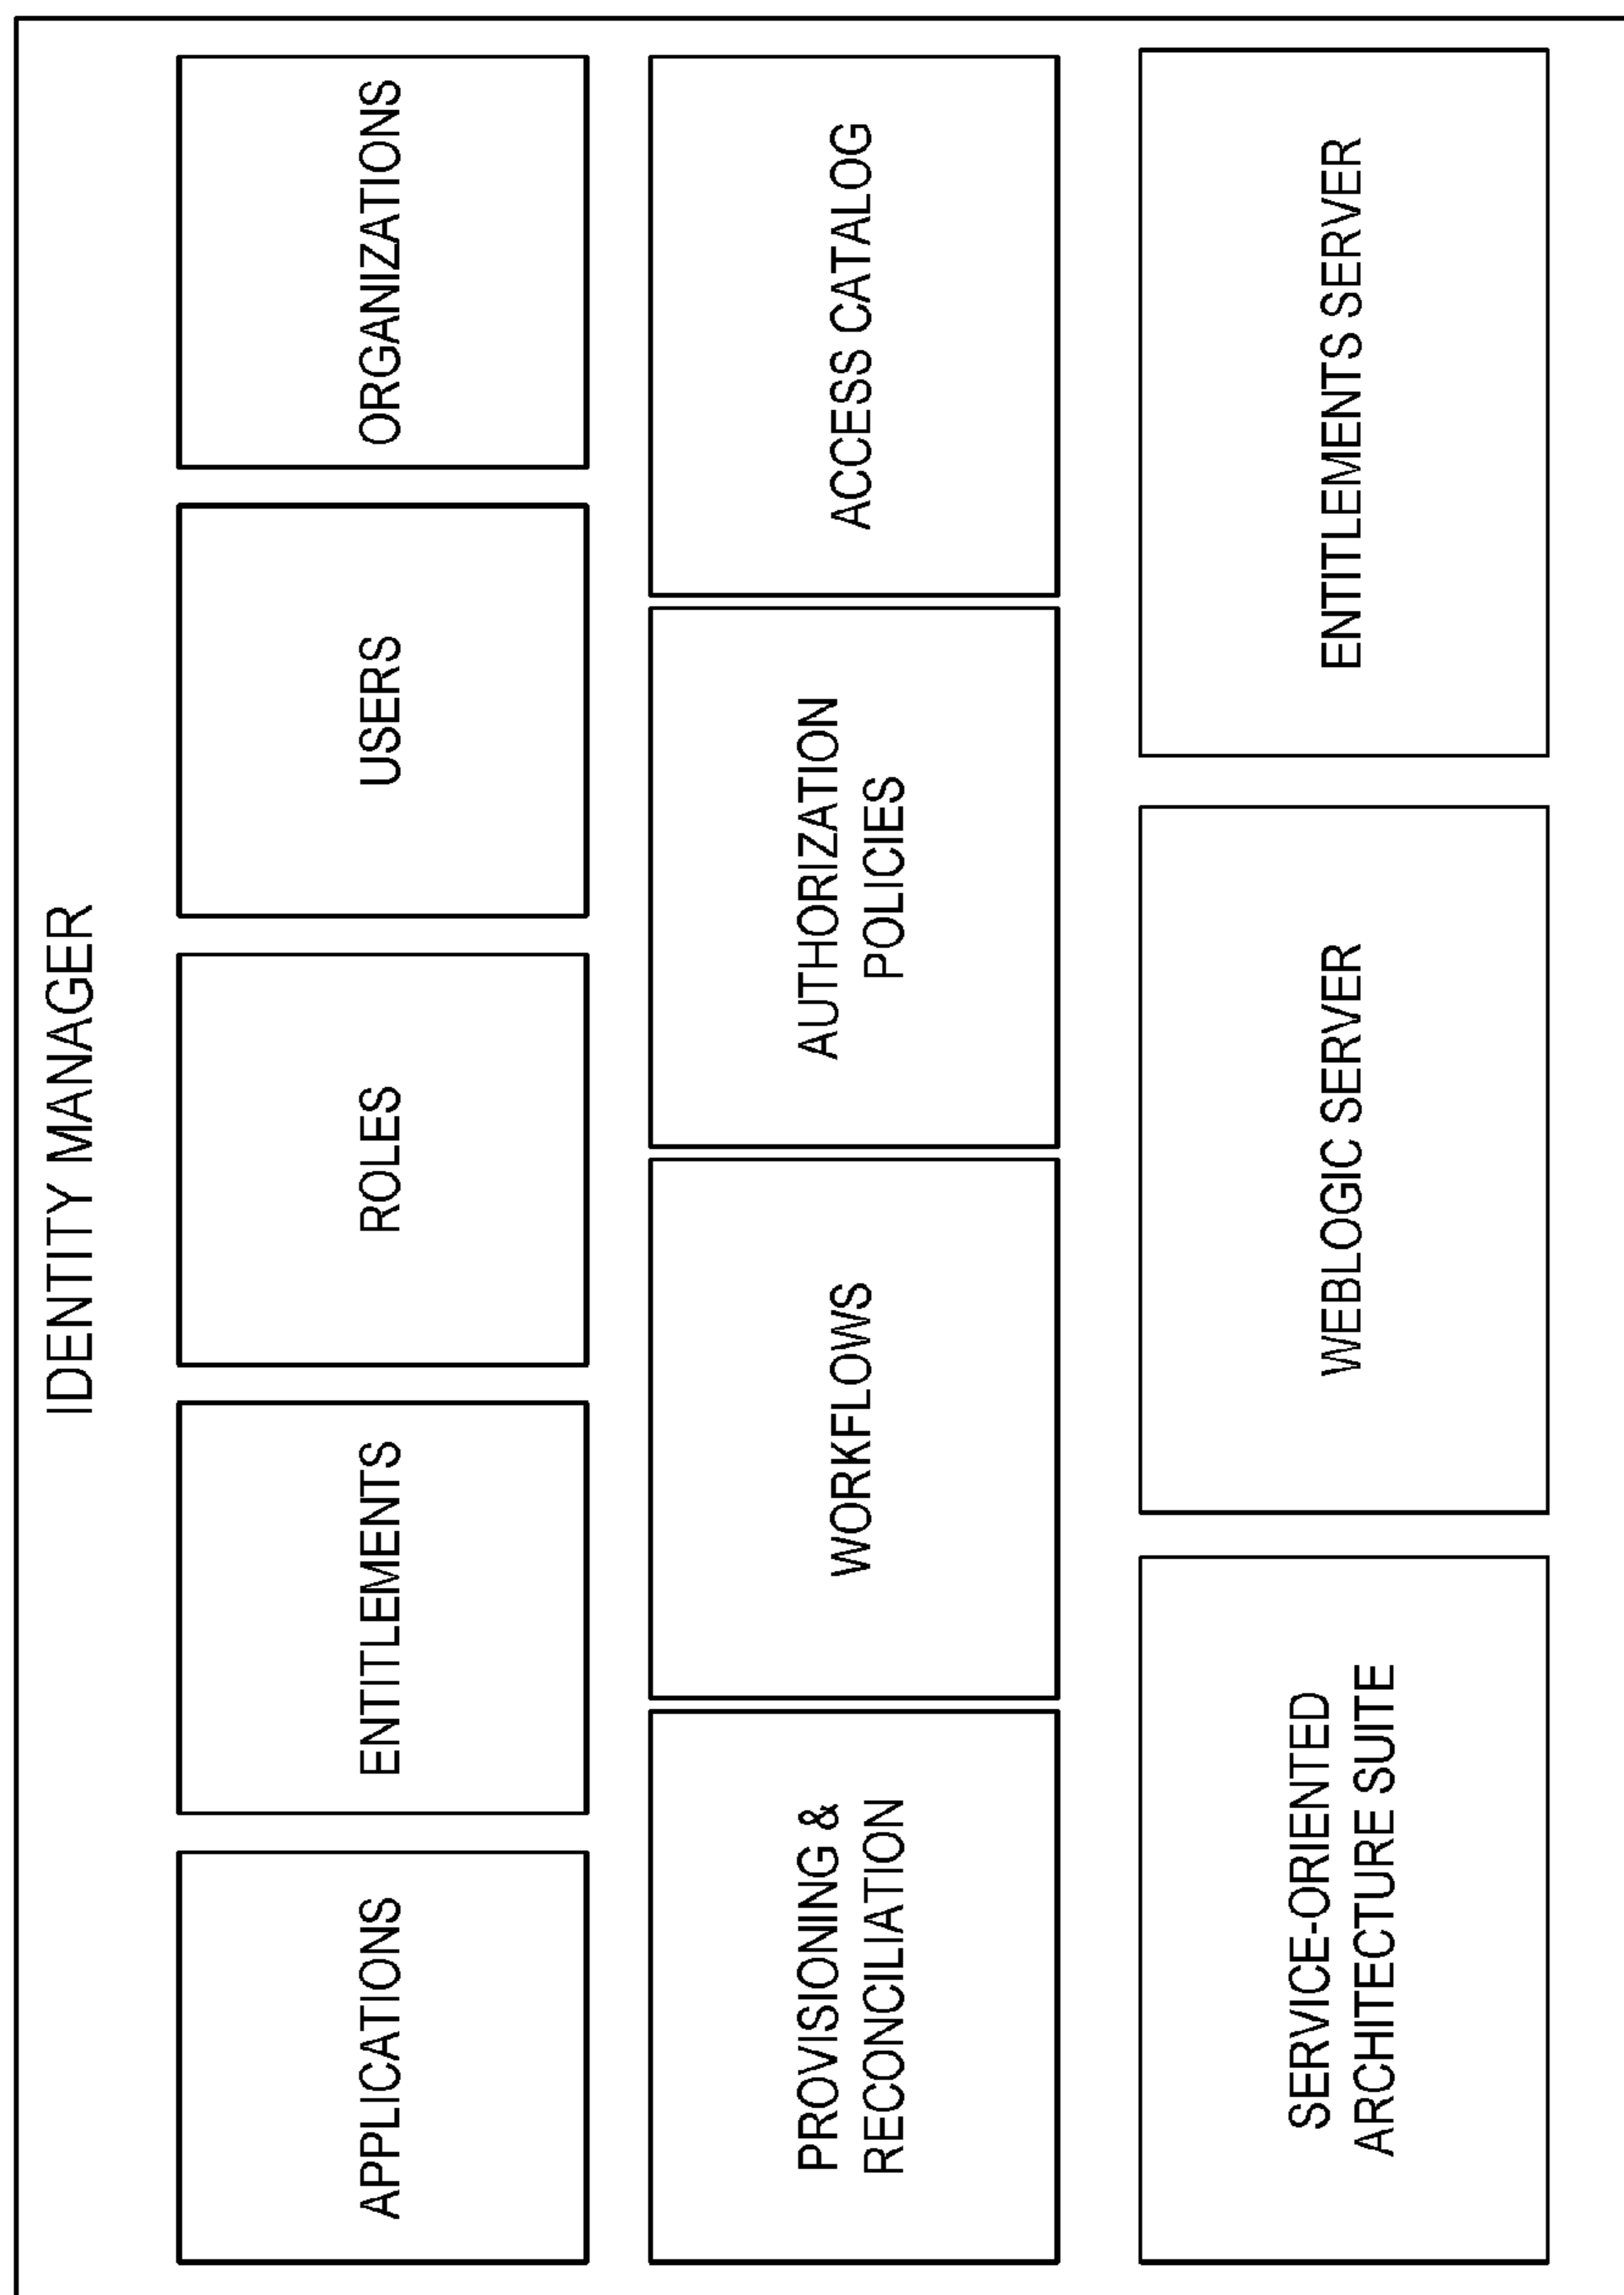 IDENTITY MANAGER
APPLICATIONS
ENTITLEMENTS
ROLES
USERS
ORGANIZATIONS
PROVISIONING &
RECONCILIATION
WORKFLOWS
AUTHORIZATION
POLICIES
ACCESS CATALOG
SERVICE-ORIENTED
ARCHITECTURE SUITE
WEBLOGIC SERVER
ENTITLEMENTS SERVER